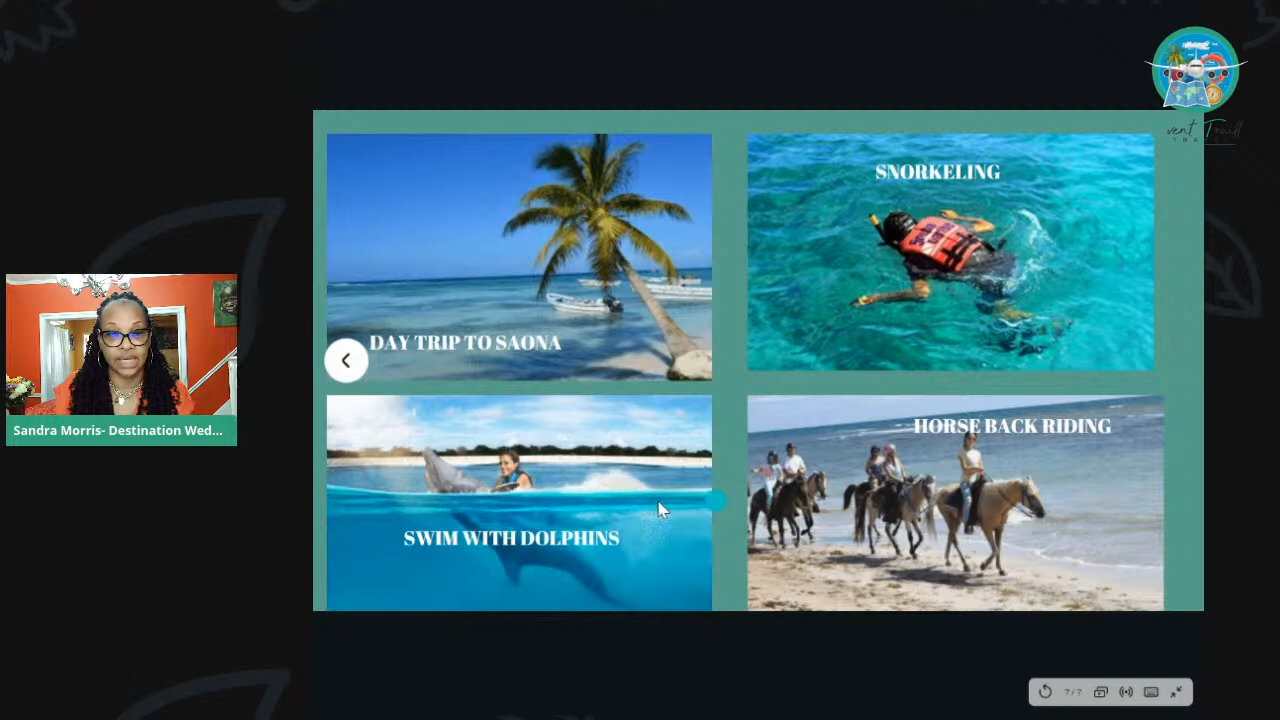 SNORKELING
DAY TRIP TO SAONA
HORSE BACK RIDING
Sandra Morris- Destination Wed...
SWIM WITH DOLPHINS
7/7